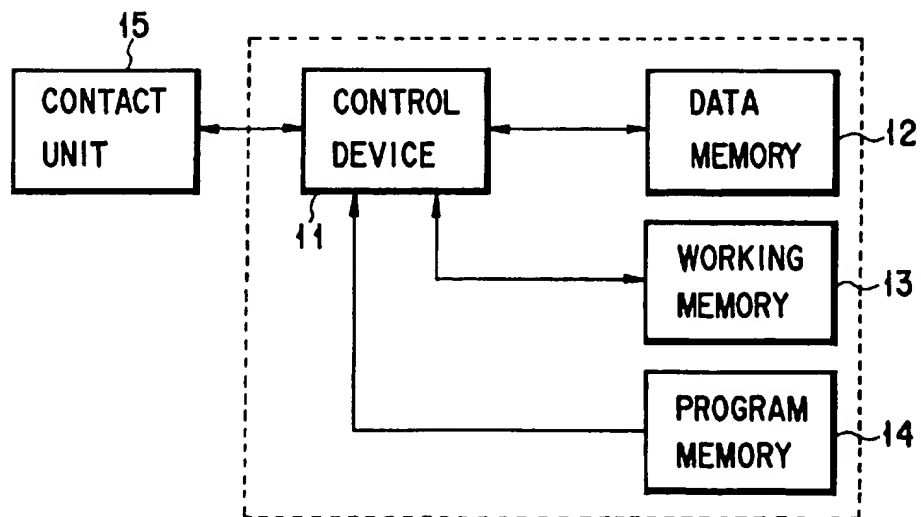 15
CONTACT
UNIT
CONTROL
DEVICE
11
DATA
MEMORY
12
WORKING
MEMORY
13
PROGRAM
MEMORY
14